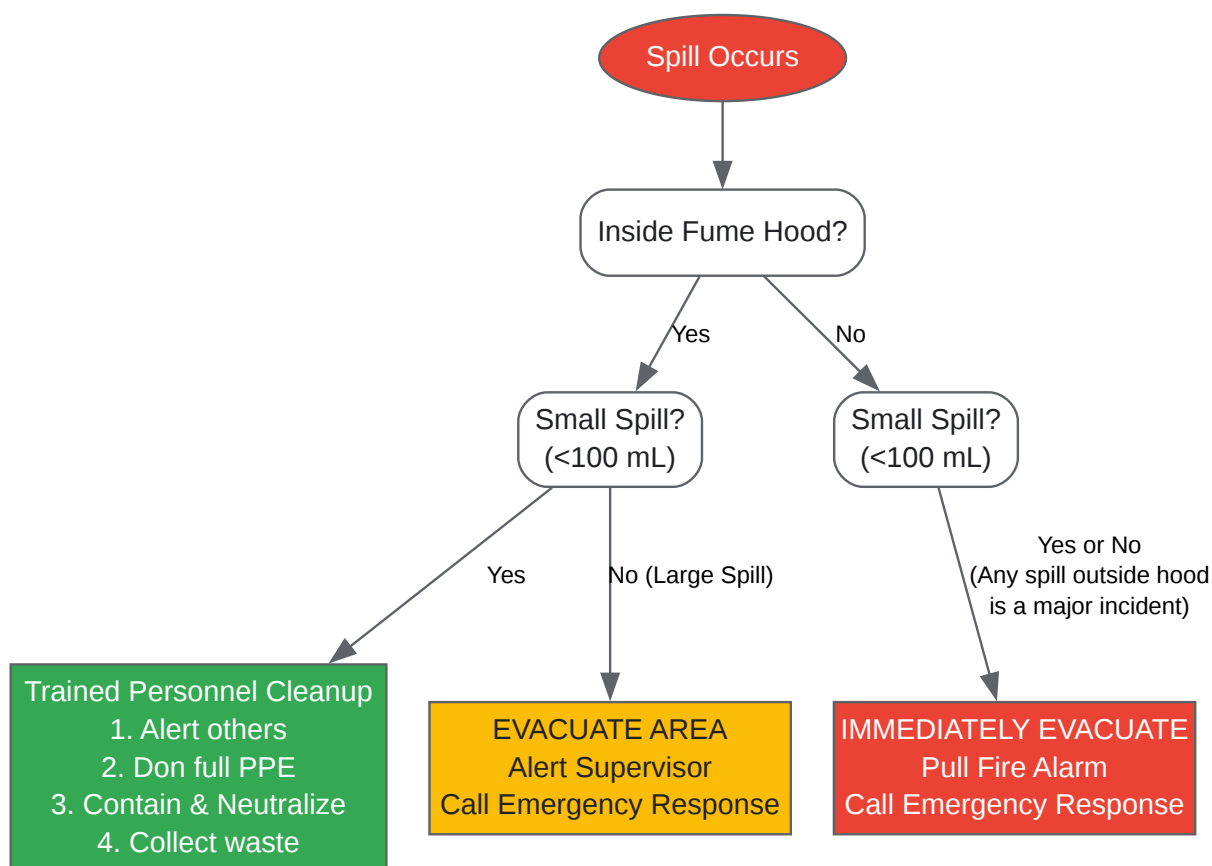 Spill Occurs
Inside Fume Hood?
Yes
No
Small Spill?
(<100 mL)
Small Spill?
(<100 mL)
Yes
No (Large Spill)
Yes or No
(Any spill outside hood
is a major incident)
Trained Personnel Cleanup
1. Alert others
2. Don full PPE
3. Contain & Neutralize
4. Collect waste
EVACUATE AREA
Alert Supervisor
Call Emergency Response
IMMEDIATELY EVACUATE
Pull Fire Alarm
Call Emergency Response